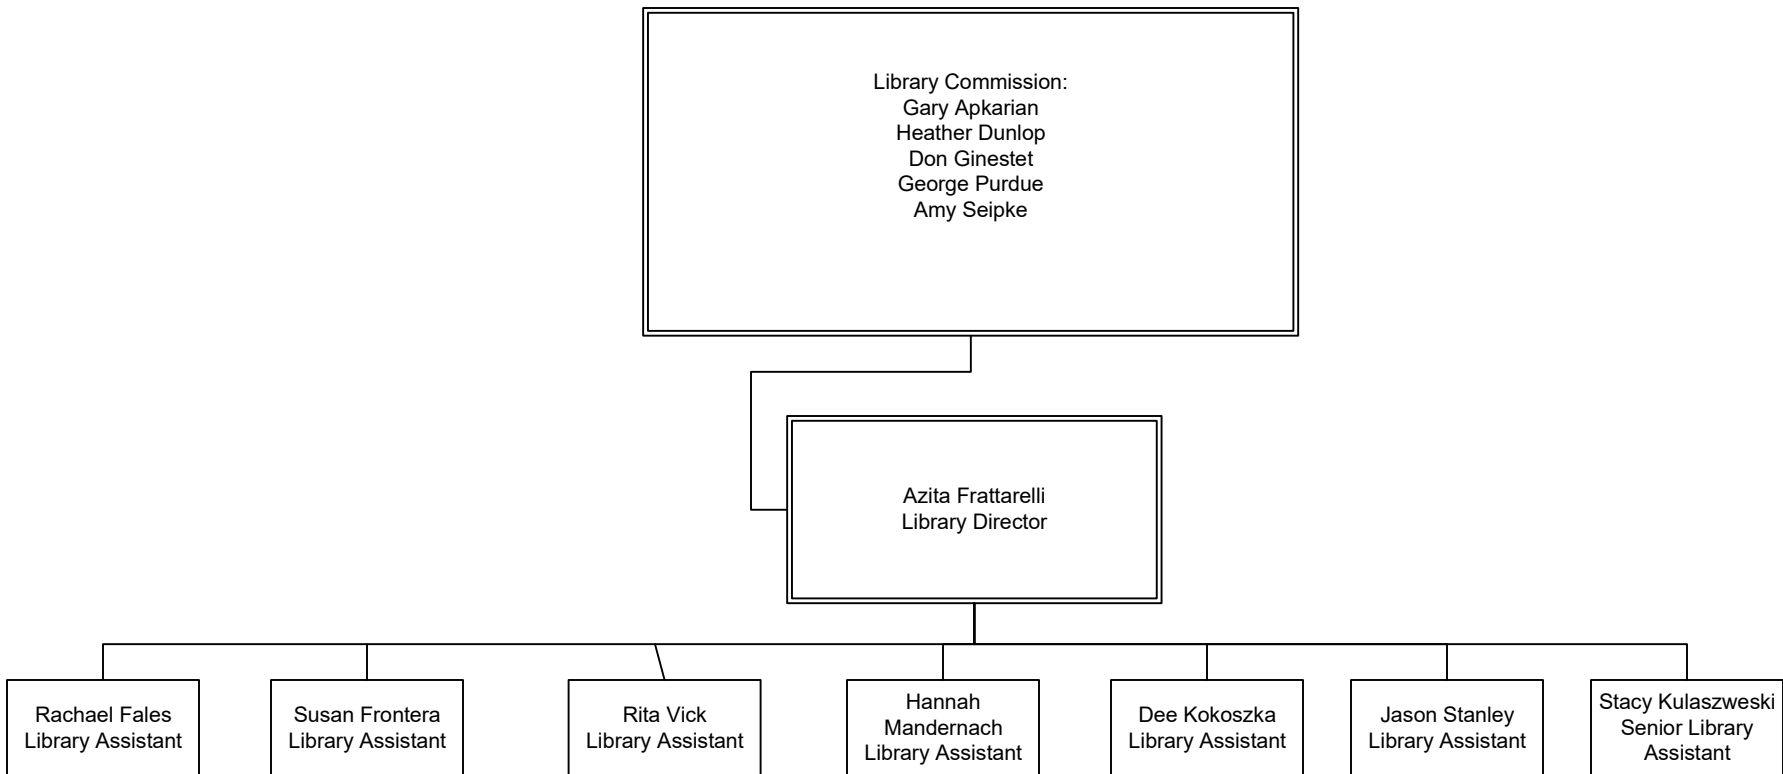 Library Commission:
Gary Apkarian
Heather Dunlop
Don Ginestet
George Purdue
Amy Seipke
Azita Frattarelli
Library Director
Rachael Fales
Library Assistant
Susan Frontera
Library Assistant
Rita Vick
Library Assistant
Hannah
Mandernach
Library Assistant
Dee Kokoszka
Library Assistant
Jason Stanley
Library Assistant
Stacy Kulaszweski
Senior Library
Assistant